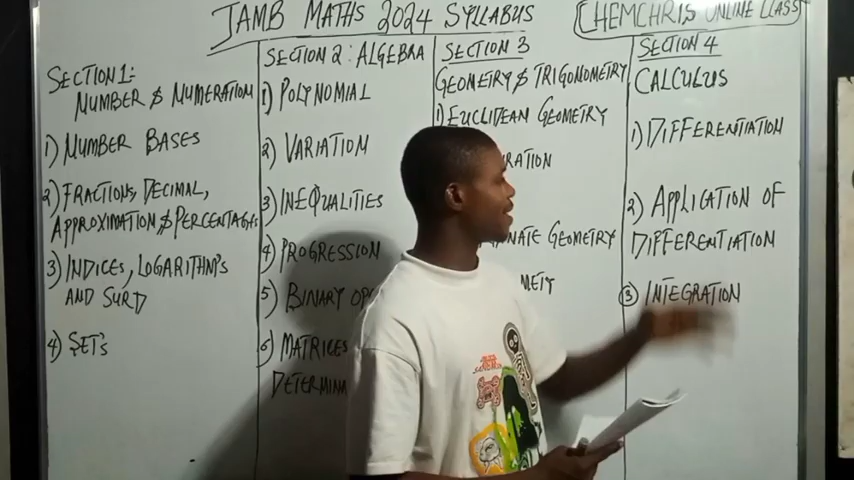 JAMB MATHS 2024 SYLLABUS
CHEMCHRIS ONLINE CLASS
SECTION 1:
NUMBER & NUMERATION
1) NUMBER BASES
2) FRACTIONS, DECIMAL,
APPROXIMATION & PERCENTAGES
3) INDICES, LOGARITHM'S
AND SURD
4) SET'S
SECTION 2: ALGEBRA
1) POLYNOMIAL
2) VARIATION
3) INEQUALITIES
4) PROGRESSION
5) BINARY OP
6) MATRICES
DETERMINA
SECTION 3
GEOMETRY & TRIGONOMETRY
1) EUCLIDEAN GEOMETRY
RATION
NATE GEOMETRY
METY
SECTION 4
CALCULUS
1) DIFFERENTIATION
2) APPLICATION OF
DIFFERENTIATION
3 INTEGRATION